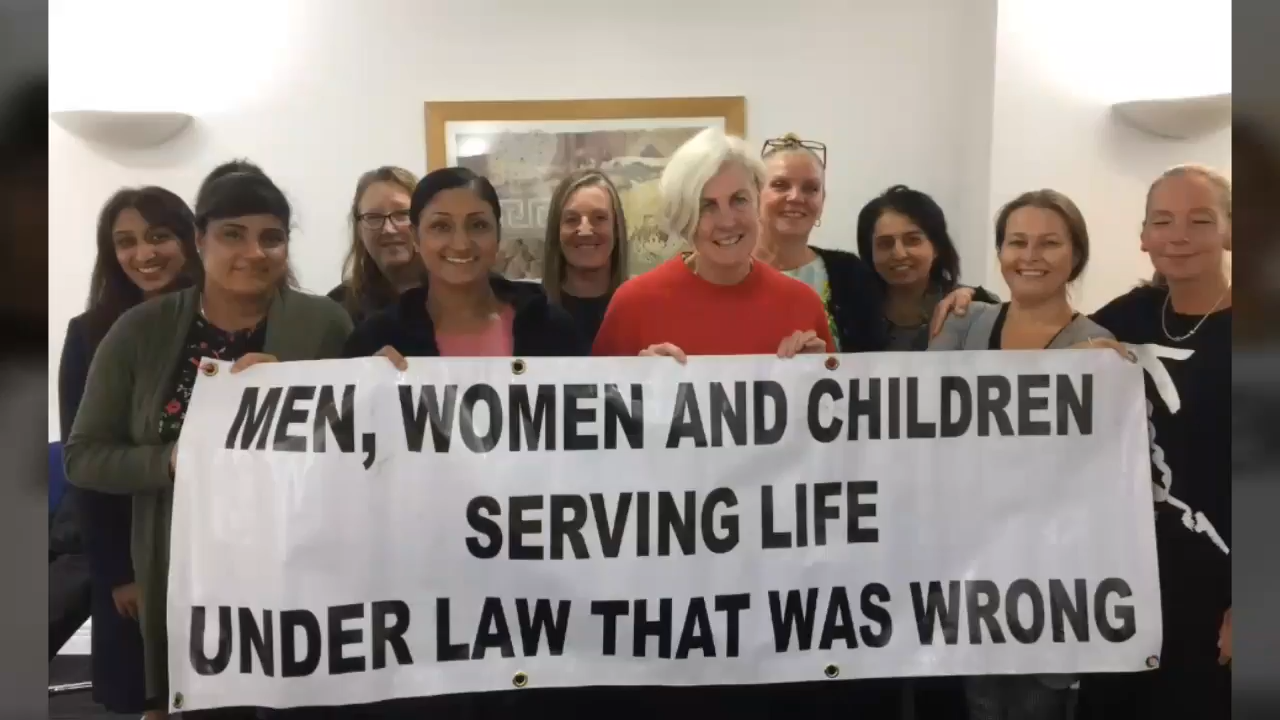 MEN, WOMEN AND CHILDREN
SERVING LIFE
UNDER LAW THAT WAS WRONG